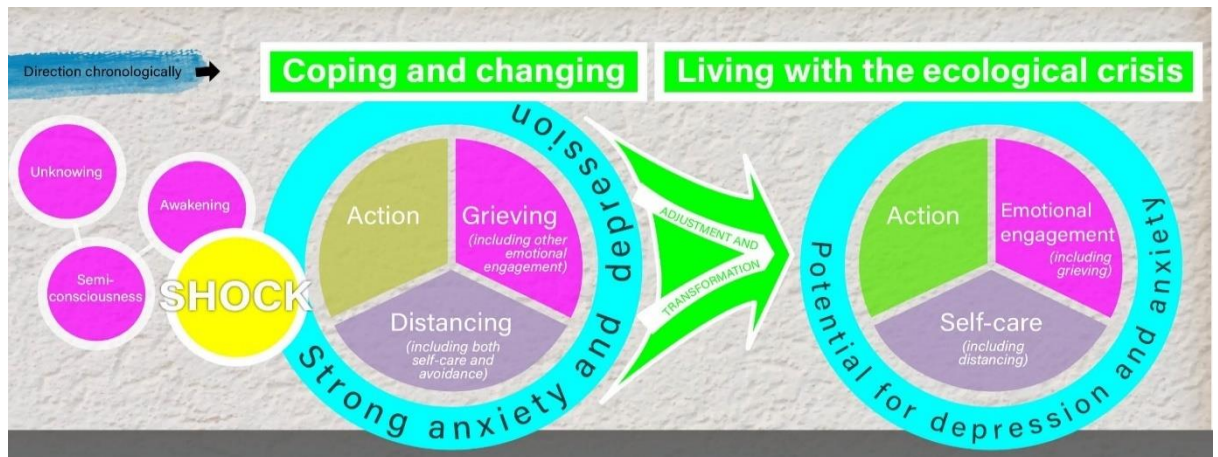 Direction chronologically
Coping and changing
Living with the ecological crisis
Unknowing
Awakening
Semi-
consciousness
SHOCK
Action
Grieving
(including other
emotional
engagement)
Distancing
(including both
self-care and
avoidance)
Strong anxiety and depression
ADJUSTMENT AND
TRANSFORMATION
Action
Emotional
engagement
(including
grieving)
Self-care
(including
distancing)
Potential for depression and anxiety